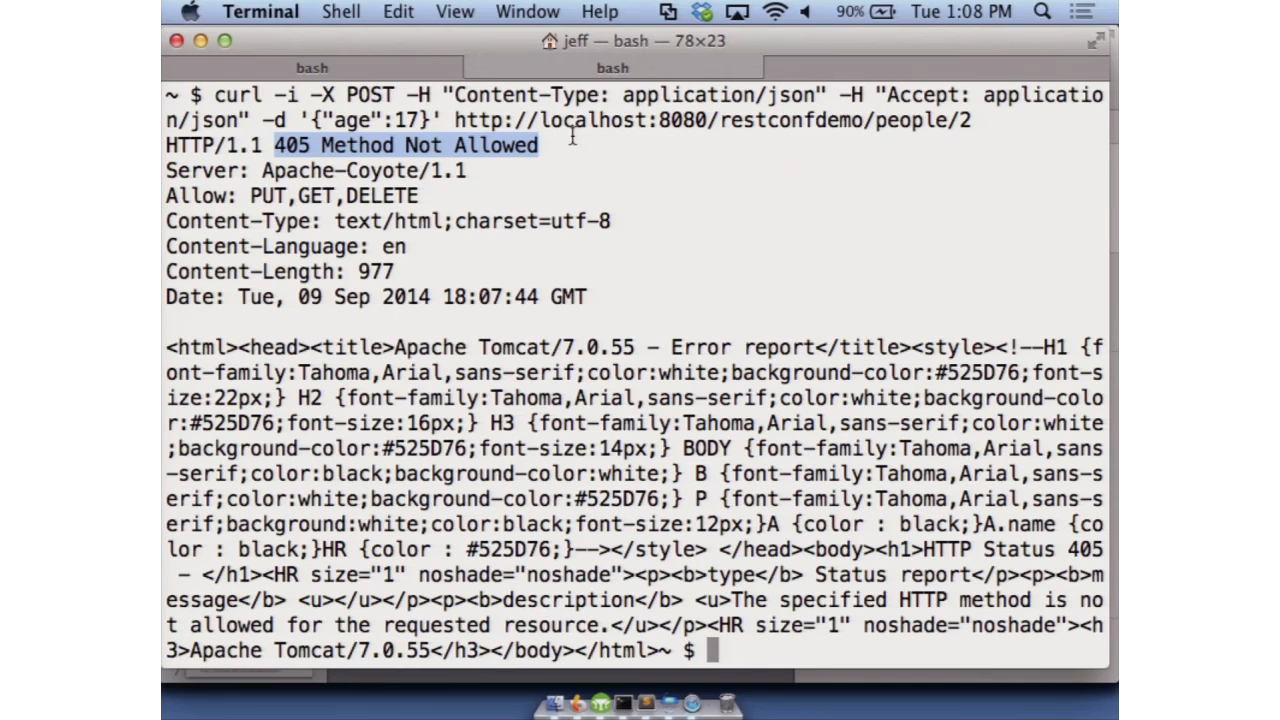 Terminal Shell Edit View Window Help 90% Tue 1:08 PM
jeff — bash — 78×23
bash bash
~ $ curl -i -X POST -H "Content-Type: application/json" -H "Accept: applicatio
n/json" -d '{"age":17}' http://localhost:8080/restconfdemo/people/2
HTTP/1.1 405 Method Not Allowed
Server: Apache-Coyote/1.1
Allow: PUT,GET,DELETE
Content-Type: text/html;charset=utf-8
Content-Language: en
Content-Length: 977
Date: Tue, 09 Sep 2014 18:07:44 GMT
<html><head><title>Apache Tomcat/7.0.55 - Error report</title><style><!--H1 {f
ont-family:Tahoma,Arial,sans-serif;color:white;background-color:#525D76;font-s
ize:22px;} H2 {font-family:Tahoma,Arial,sans-serif;color:white;background-colo
r:#525D76;font-size:16px;} H3 {font-family:Tahoma,Arial,sans-serif;color:white
;background-color:#525D76;font-size:14px;} BODY {font-family:Tahoma,Arial,sans
-serif;color:black;background-color:white;} B {font-family:Tahoma,Arial,sans-s
erif;color:white;background-color:#525D76;} P {font-family:Tahoma,Arial,sans-s
erif;background:white;color:black;font-size:12px;}A {color : black;}A.name {co
lor : black;}HR {color : #525D76;}--></style> </head><body><h1>HTTP Status 405
 - </h1><HR size="1" noshade="noshade"><p><b>type</b> Status report</p><p><b>m
essage</b> <u></u></p><p><b>description</b> <u>The specified HTTP method is no
t allowed for the requested resource.</u></p><HR size="1" noshade="noshade"><h
3>Apache Tomcat/7.0.55</h3></body></html>~ $